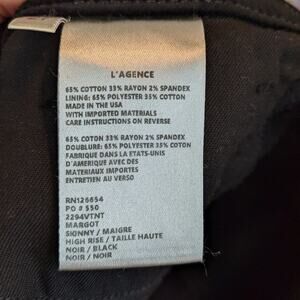 L'AGENCE
65% COTTON 33% RAYON 2% SPANDEX
LINING: 65% POLYESTER 35% COTTON
MADE IN THE USA
WITH IMPORTED MATERIALS
CARE INSTRUCTIONS ON REVERSE
65% COTON 33% RAYON 2% SPANDEX
DOUBLURE: 65% POLYESTER 35% COTON
FABRIQUE DANS LA ETATS-UNIS
D'AMERIQUE AVEC DES
MATERIAUX IMPORTES
ENTRETIEN AU VERSO
RN126654
PO # 550
2294VTNT
MARGOT
SKINNY / MAIGRE
HIGH RISE / TAILLE HAUTE
NOIR / BLACK
NOIR / NOIR